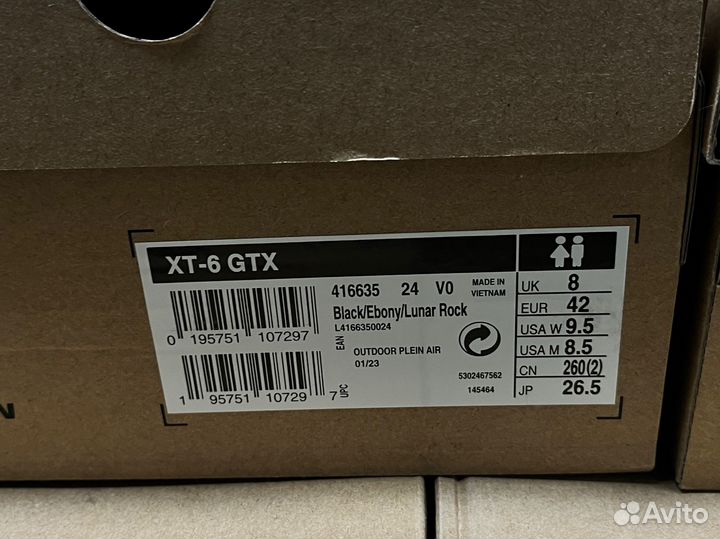 XT-6 GTX
416635 24 V0
MADE IN
VIETNAM
Black/Ebony/Lunar Rock
L4166350024
EAN
0 195751 107297
OUTDOOR PLEIN AIR
01/23
5302467562
145464
1 95751 10729 7
UPC
UK 8
EUR 42
USA W 9.5
USA M 8.5
CN 260(2)
JP 26.5
N
Avito